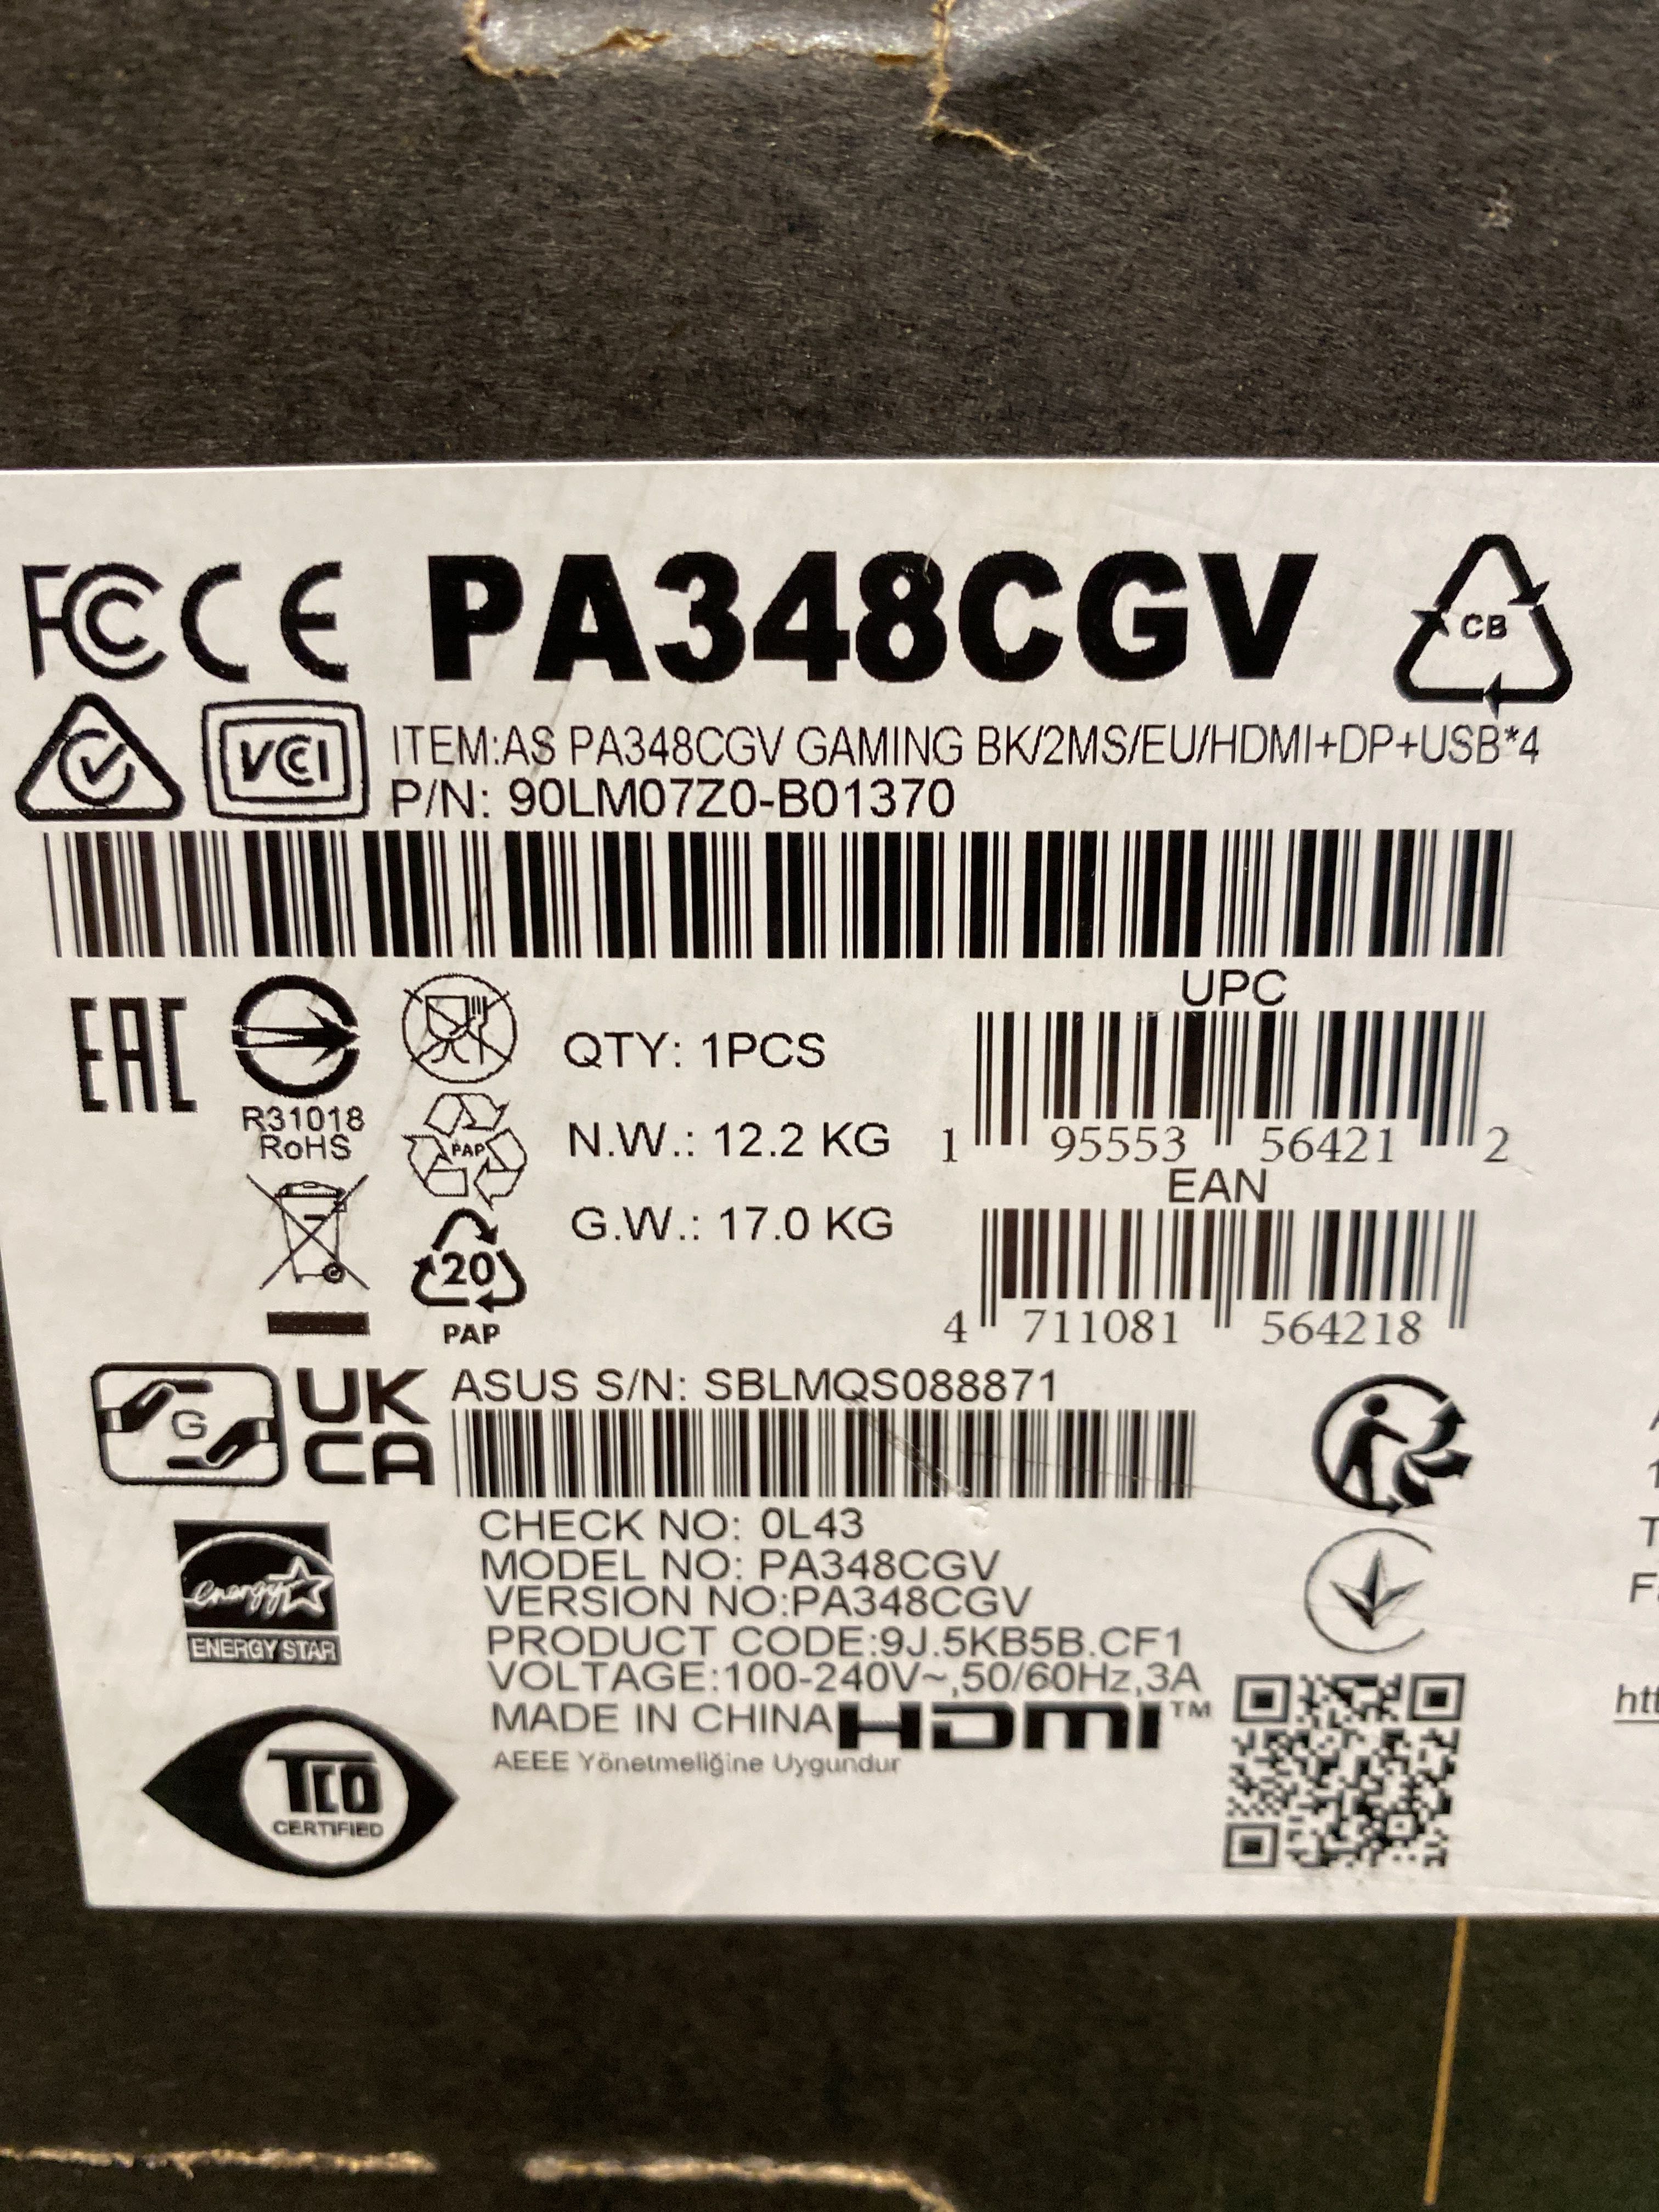 FC CE PA348CGV CB
VCCI ITEM:AS PA348CGV GAMING BK/2MS/EU/HDMI+DP+USB*4
P/N: 90LM07Z0-B01370
UPC
EAC
QTY: 1PCS
R31018
RoHS
PAP
N.W.: 12.2 KG
1 95553 56421 2
EAN
G.W.: 17.0 KG
20
PAP
4 711081 564218
G
UK
CA
ASUS S/N: SBLMQS088871
CHECK NO: 0L43
MODEL NO: PA348CGV
energy
VERSION NO:PA348CGV
ENERGY STAR
PRODUCT CODE:9J.5KB5B.CF1
VOLTAGE:100-240V~,50/60Hz,3A
MADE IN CHINA HDMI™
AEEE Yönetmeliğine Uygundur
TCO
CERTIFIED